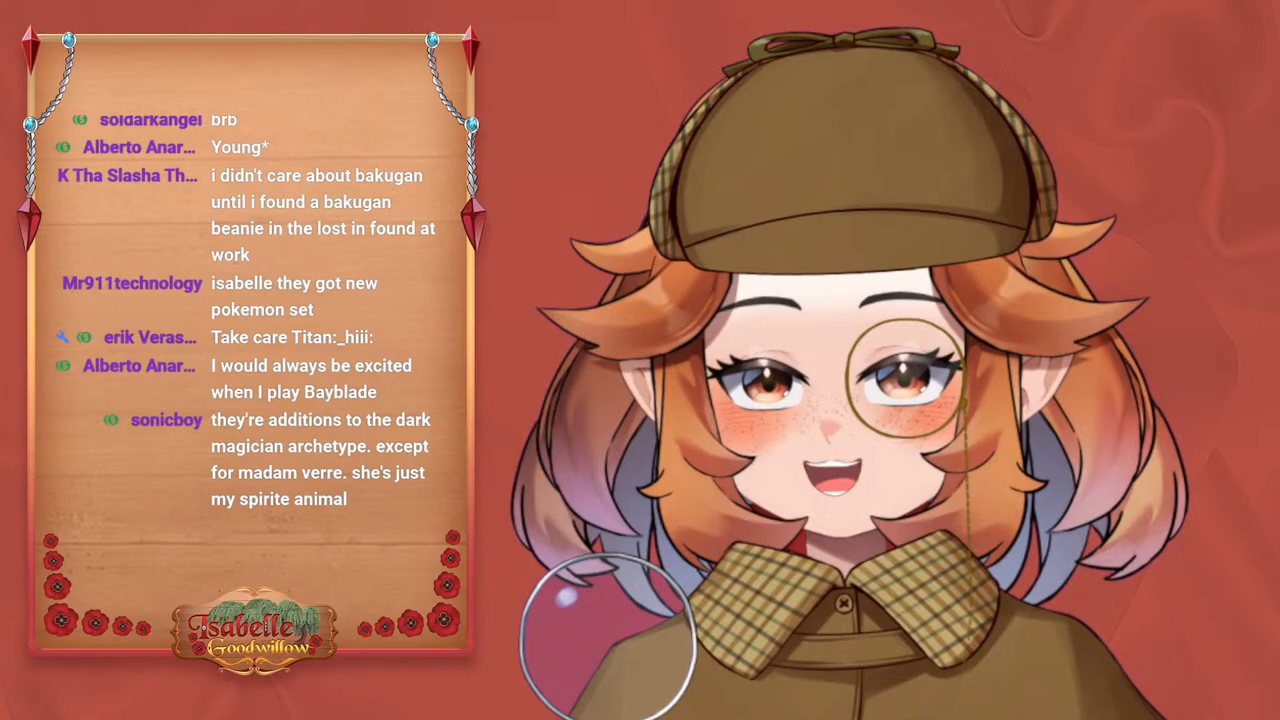 soldarkangel brb
Alberto Anar... Young*
K Tha Slasha Th... i didn't care about bakugan
until i found a bakugan
beanie in the lost in found at
work
Mr911technology isabelle they got new
pokemon set
erik Veras... Take care Titan:_hiii:
Alberto Anar... I would always be excited
when I play Bayblade
sonicboy they're additions to the dark
magician archetype. except
for madam verre. she's just
my spirite animal
Isabelle
Goodwillow